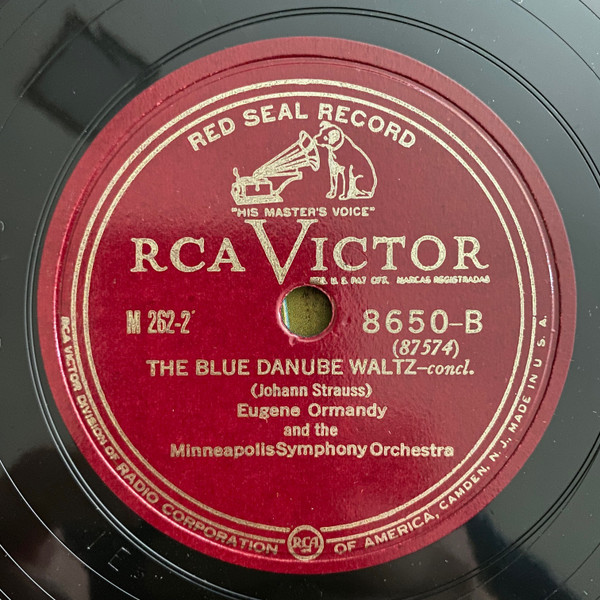 RED SEAL RECORD
"HIS MASTER'S VOICE"
RCA VICTOR
REG. U. S. PAT. OFF. MARCAS REGISTRADAS
M 262-2
8650-B
(87574)
THE BLUE DANUBE WALTZ-concl.
(Johann Strauss)
Eugene Ormandy
and the
Minneapolis Symphony Orchestra
RCA VICTOR DIVISION OF RADIO CORPORATION OF AMERICA, CAMDEN, N. J. MADE IN U. S. A.
RCA